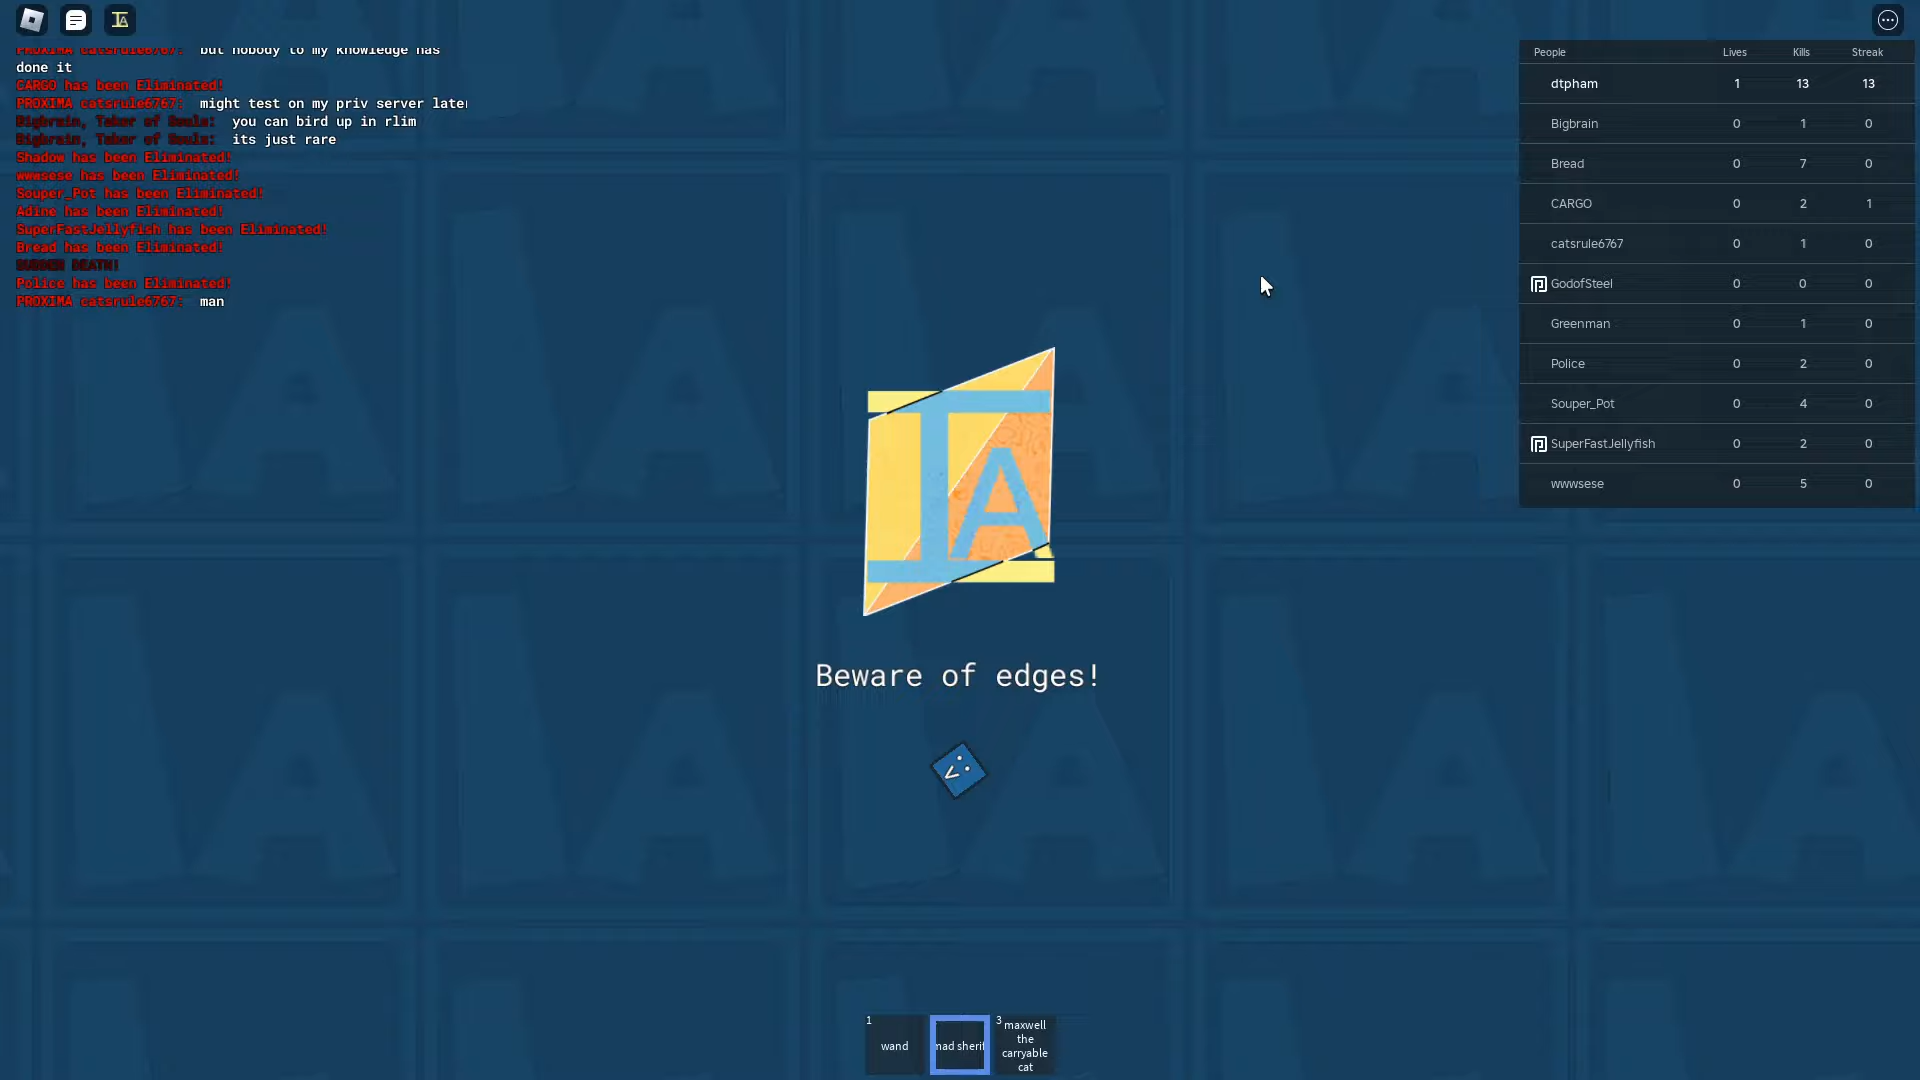 PROXIMA catsrule6767: but nobody to my knowledge has
done it
CARGO has been Eliminated!
PROXIMA catsrule6767: might test on my priv server later
Bigbrain, Taker of Souls: you can bird up in rlim
Bigbrain, Taker of Souls: its just rare
Shadow has been Eliminated!
wwwsese has been Eliminated!
Souper_Pot has been Eliminated!
Adine has been Eliminated!
SuperFastJellyfish has been Eliminated!
Bread has been Eliminated!
SUDDEN DEATH!
Police has been Eliminated!
PROXIMA catsrule6767: man
People Lives Kills Streak
dtpham 1 13 13
Bigbrain 0 1 0
Bread 0 7 0
CARGO 0 2 1
catsrule6767 0 1 0
GodofSteel 0 0 0
Greenman 0 1 0
Police 0 2 0
Souper_Pot 0 4 0
SuperFastJellyfish 0 2 0
wwwsese 0 5 0
IA
Beware of edges!
1
wand
mad sherif
3
maxwell
the
carryable
cat